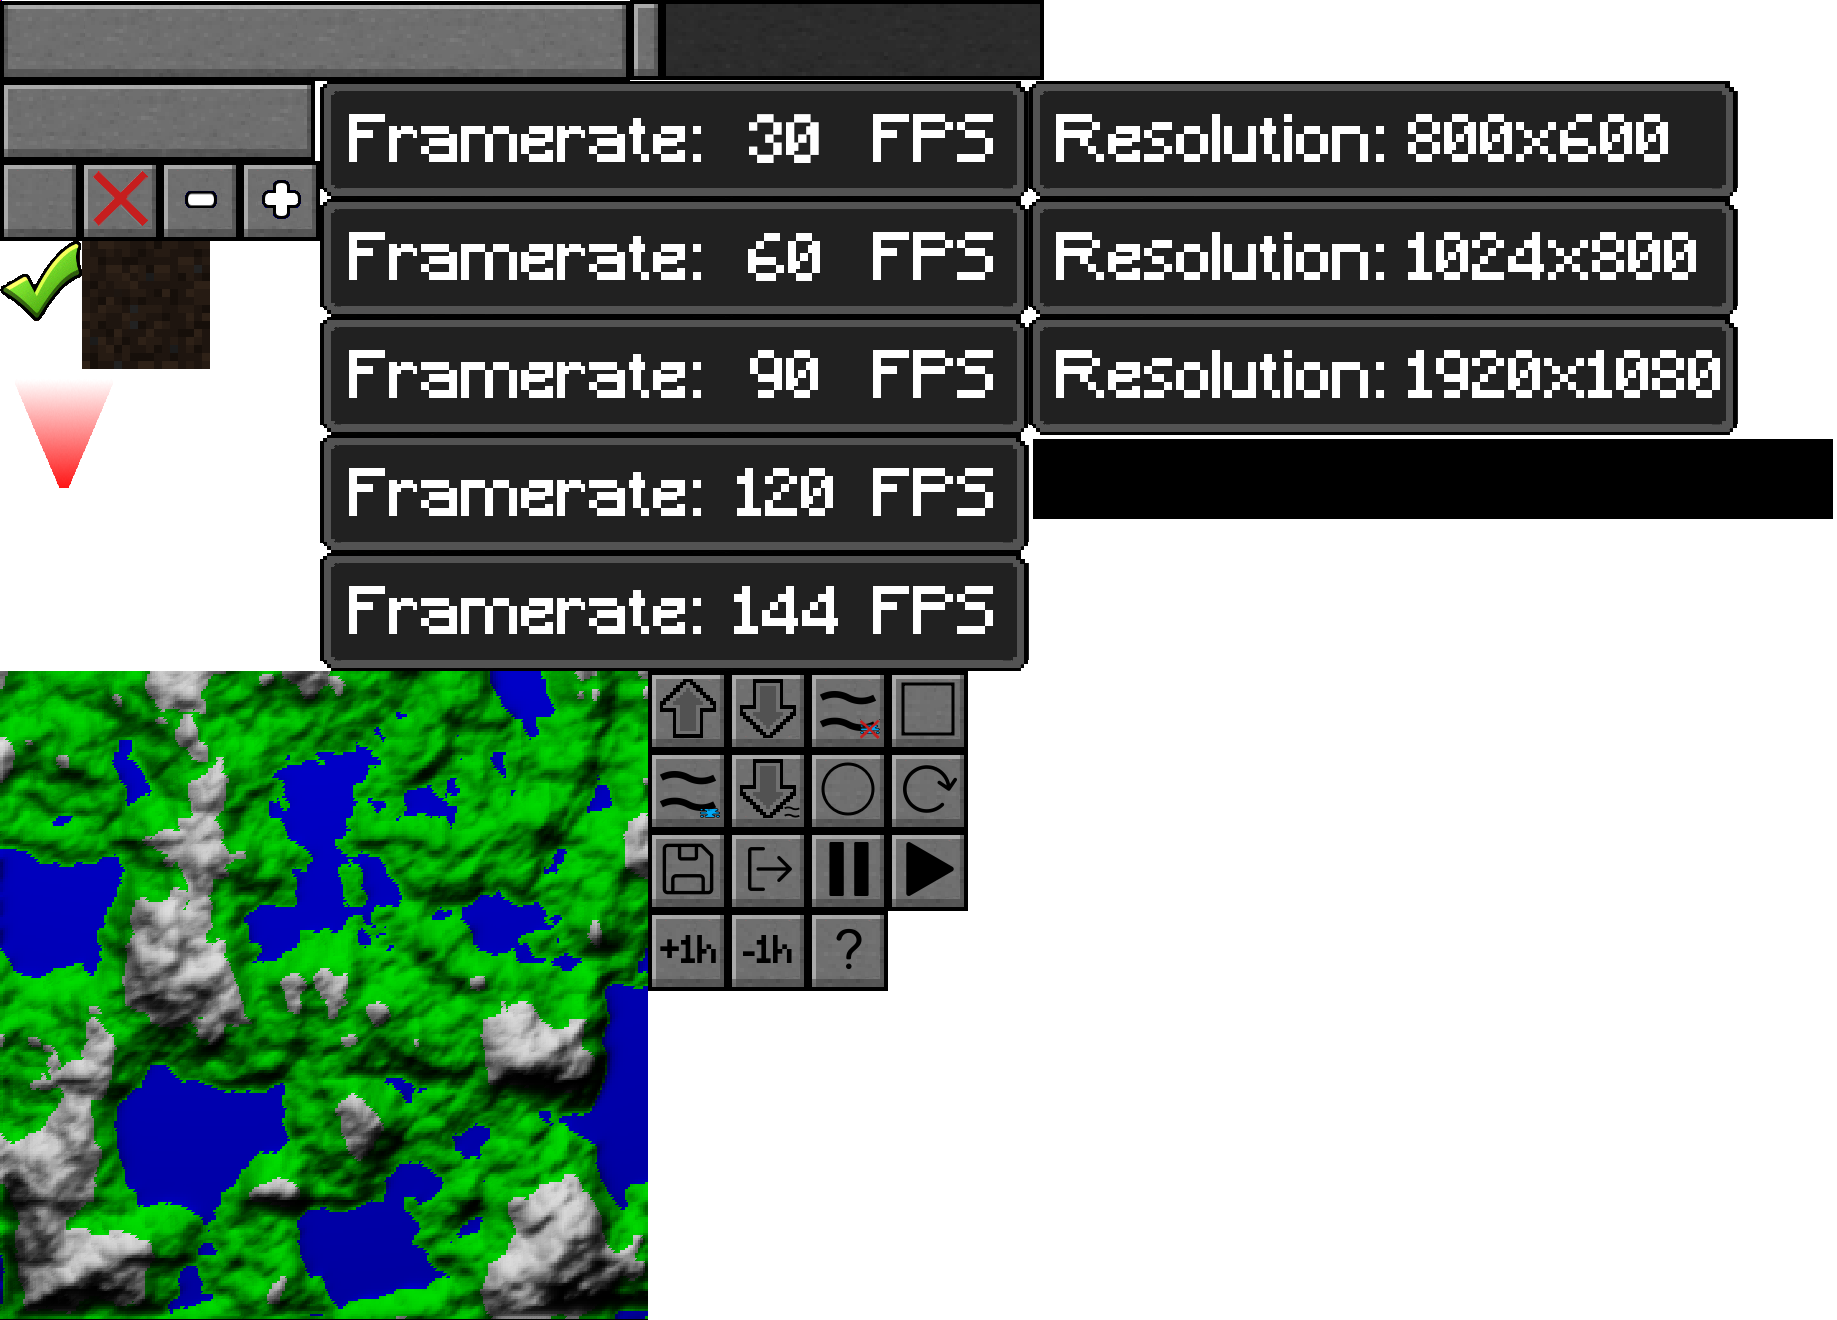 Framerate: 30 FPS
Resolution: 800x600
Framerate: 60 FPS
Resolution: 1024x800
Framerate: 90 FPS
Resolution: 1920x1080
Framerate: 120 FPS
Framerate: 144 FPS
+1h
-1h
?